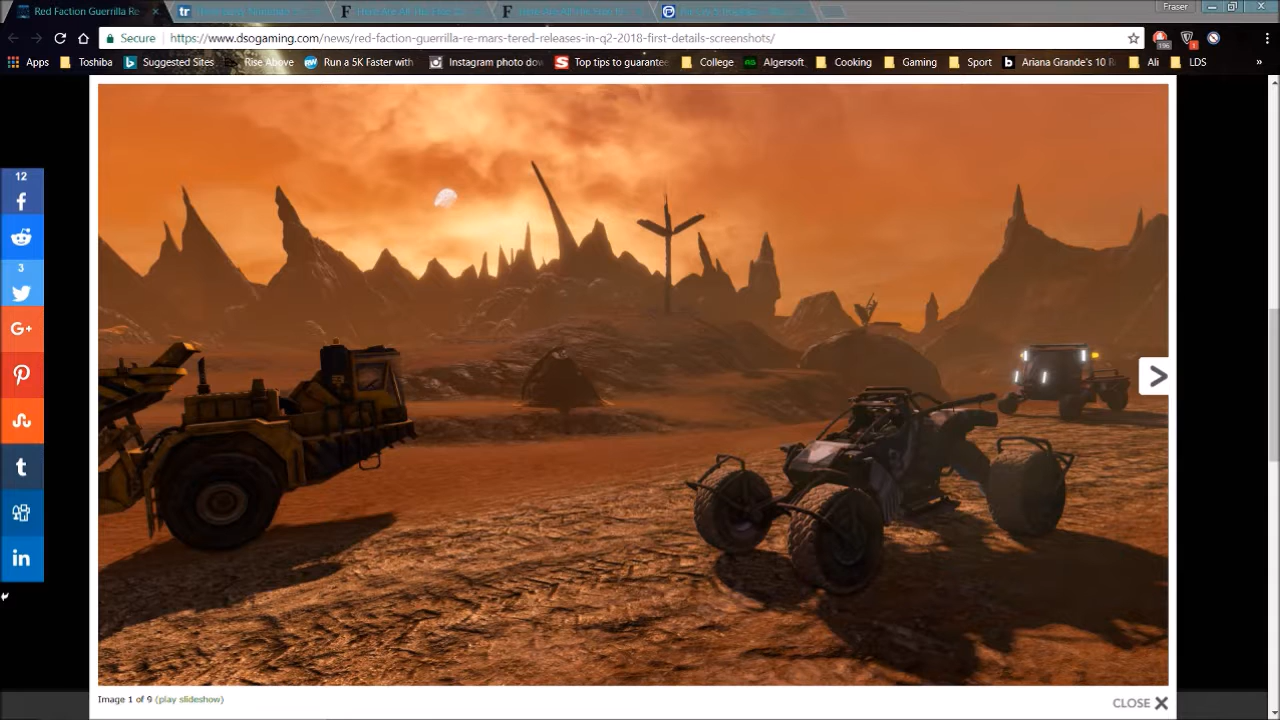 Red Faction Guerrilla Re
Fraser
Secure https://www.dsogaming.com/news/red-faction-guerrilla-re-mars-tered-releases-in-q2-2018-first-details-screenshots/
196
1
Apps Toshiba Suggested Sites Rise Above Run a 5K Faster with Instagram photo dow Top tips to guarantee College Algersoft Cooking Gaming Sport Ariana Grande's 10 Ali LDS »
12
3
G+
t
in
Image 1 of 9 (play slideshow)
CLOSE